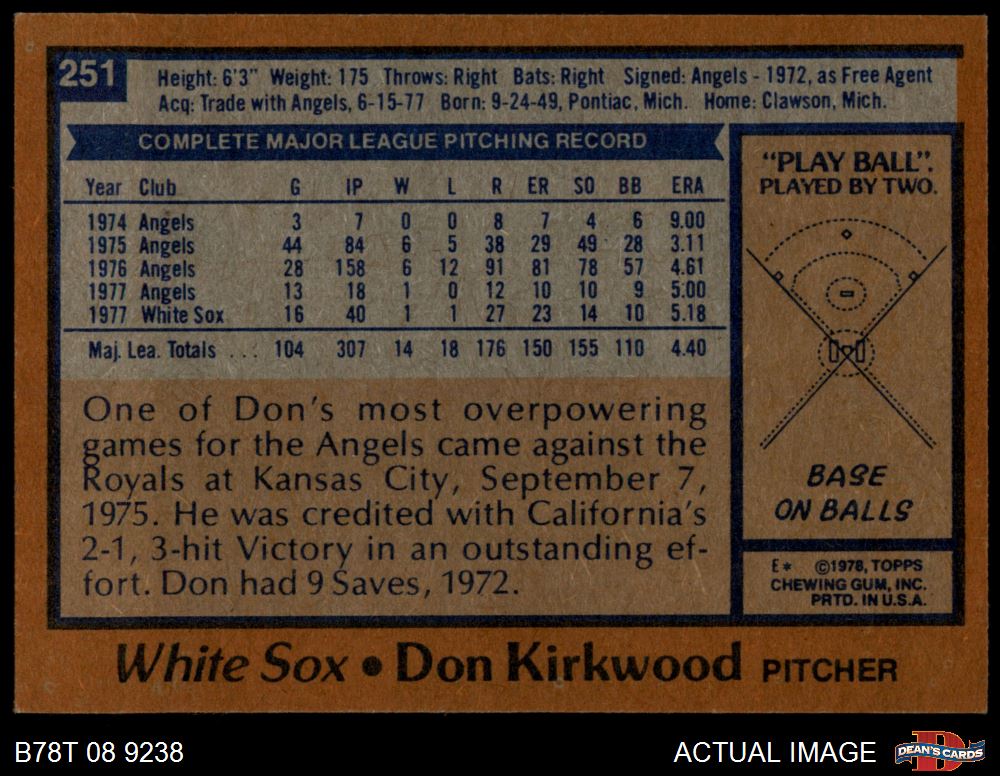 251
Height: 6'3" Weight: 175 Throws: Right Bats: Right Signed: Angels - 1972, as Free Agent
Acq: Trade with Angels, 6-15-77 Born: 9-24-49, Pontiac, Mich. Home: Clawson, Mich.
COMPLETE MAJOR LEAGUE PITCHING RECORD
Year Club G IP W L R ER SO BB ERA
1974 Angels 3 7 0 0 8 7 4 6 9.00
1975 Angels 44 84 6 5 38 29 49 28 3.11
1976 Angels 28 158 6 12 91 81 78 57 4.61
1977 Angels 13 18 1 0 12 10 10 9 5.00
1977 White Sox 16 40 1 1 27 23 14 10 5.18
Maj. Lea. Totals . . . 104 307 14 18 176 150 155 110 4.40
One of Don's most overpowering
games for the Angels came against the
Royals at Kansas City, September 7,
1975. He was credited with California's
2-1, 3-hit Victory in an outstanding ef-
fort. Don had 9 Saves, 1972.
"PLAY BALL".
PLAYED BY TWO.
BASE
ON BALLS
E* ©1978, TOPPS
CHEWING GUM, INC.
PRTD. IN U.S.A.
White Sox • Don Kirkwood PITCHER
B78T 08 9238
ACTUAL IMAGE
DEAN'S CARDS